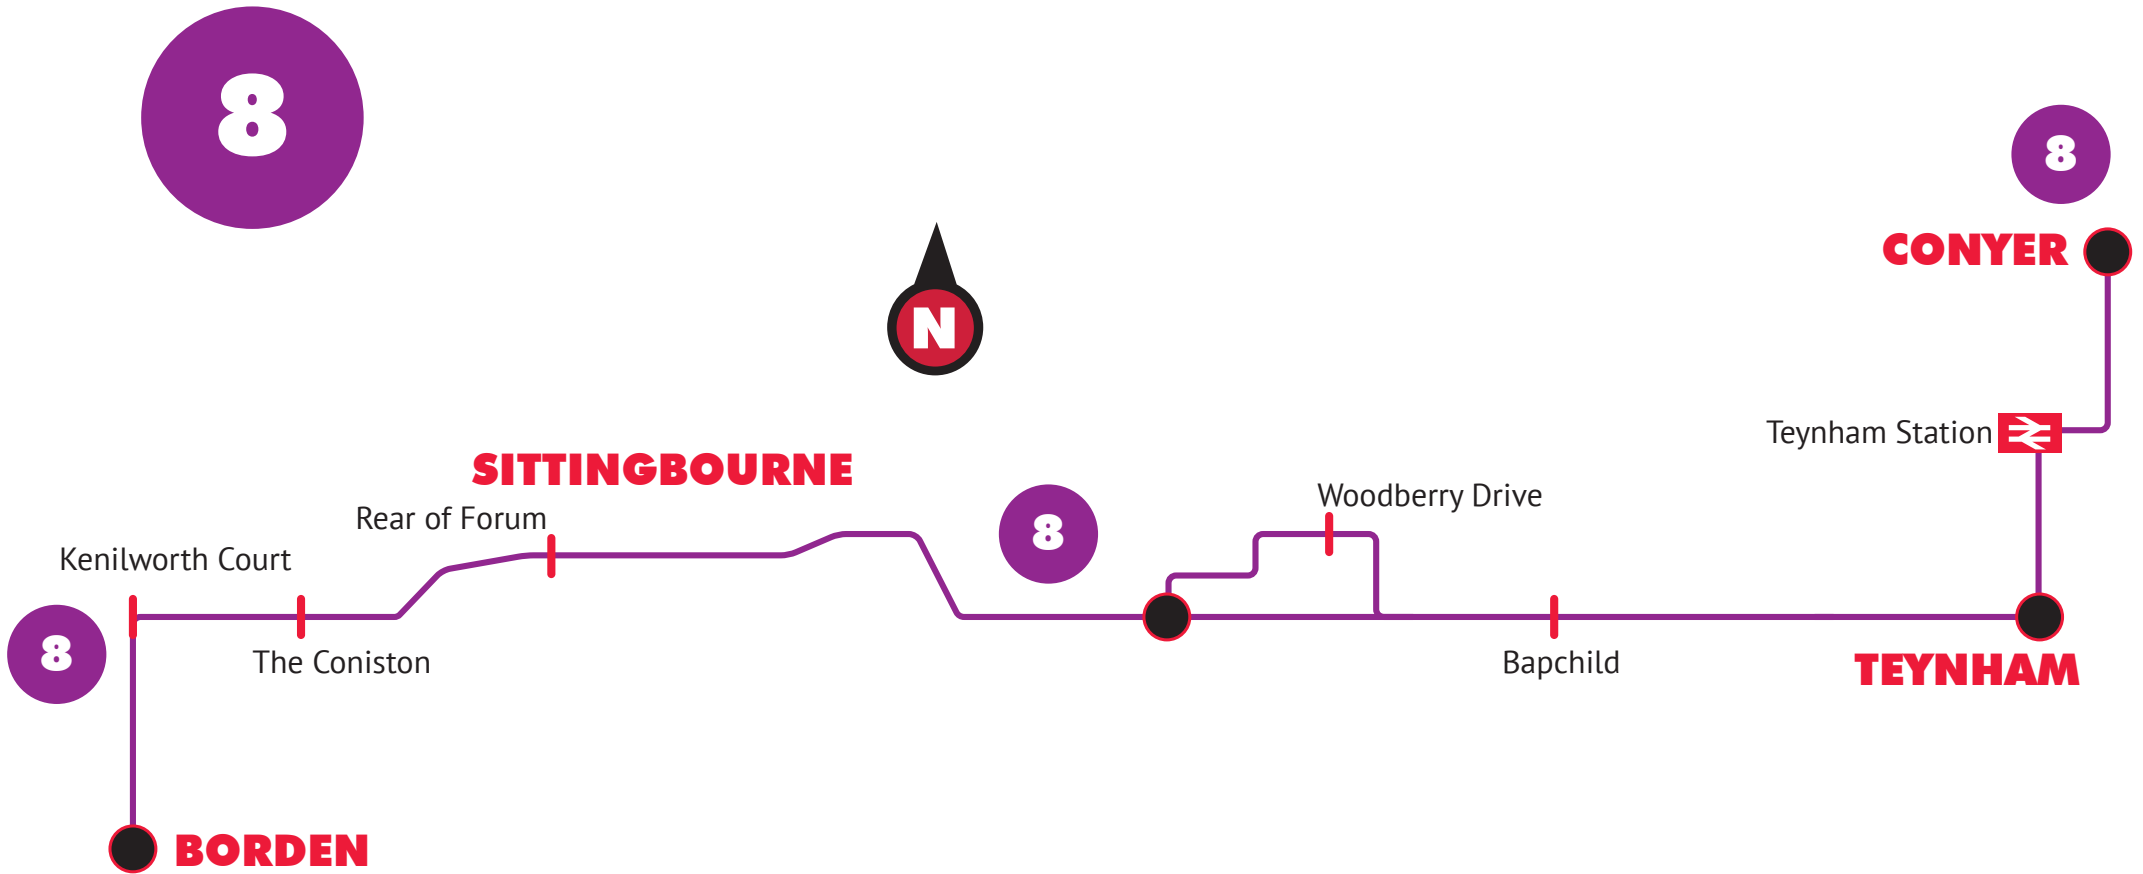 8
8
CONYER
N
Teynham Station
SITTINGBOURNE
Woodberry Drive
Rear of Forum
8
Kenilworth Court
8
The Coniston
Bapchild
TEYNHAM
BORDEN